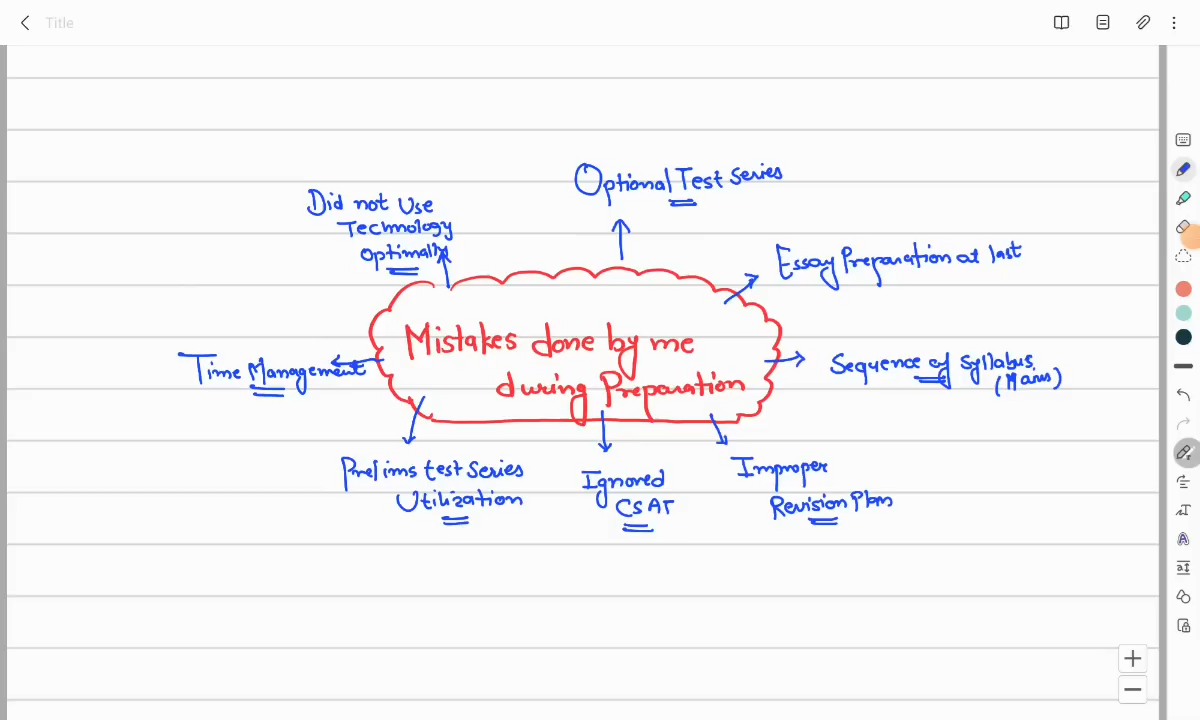 Title
Optional Test Series
Did not Use
Technology
Optimally
Essay Preparation at last
Mistakes done by me
during Preparation
Time Management
Sequence of Syllabus
(Mains)
Prelims test Series
Utilization
Ignored
CSAT
Improper
Revision Plan